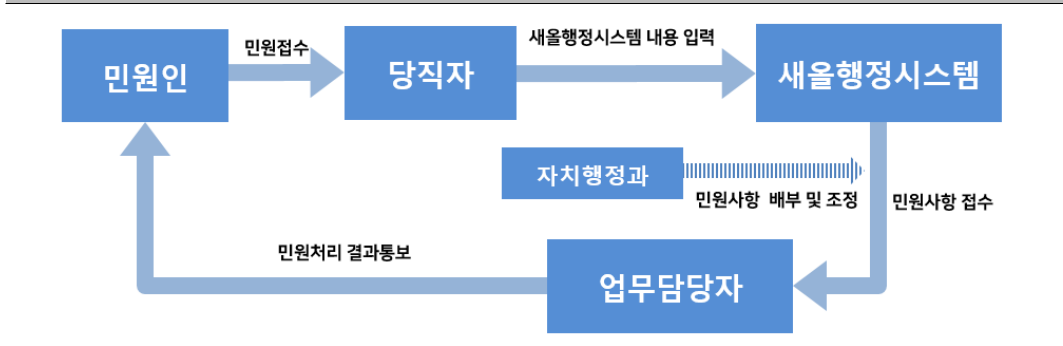 민원인
민원접수
당직자
새올행정시스템 내용 입력
새올행정시스템
자치행정과
민원사항 배부 및 조정
민원사항 접수
업무담당자
민원처리 결과통보